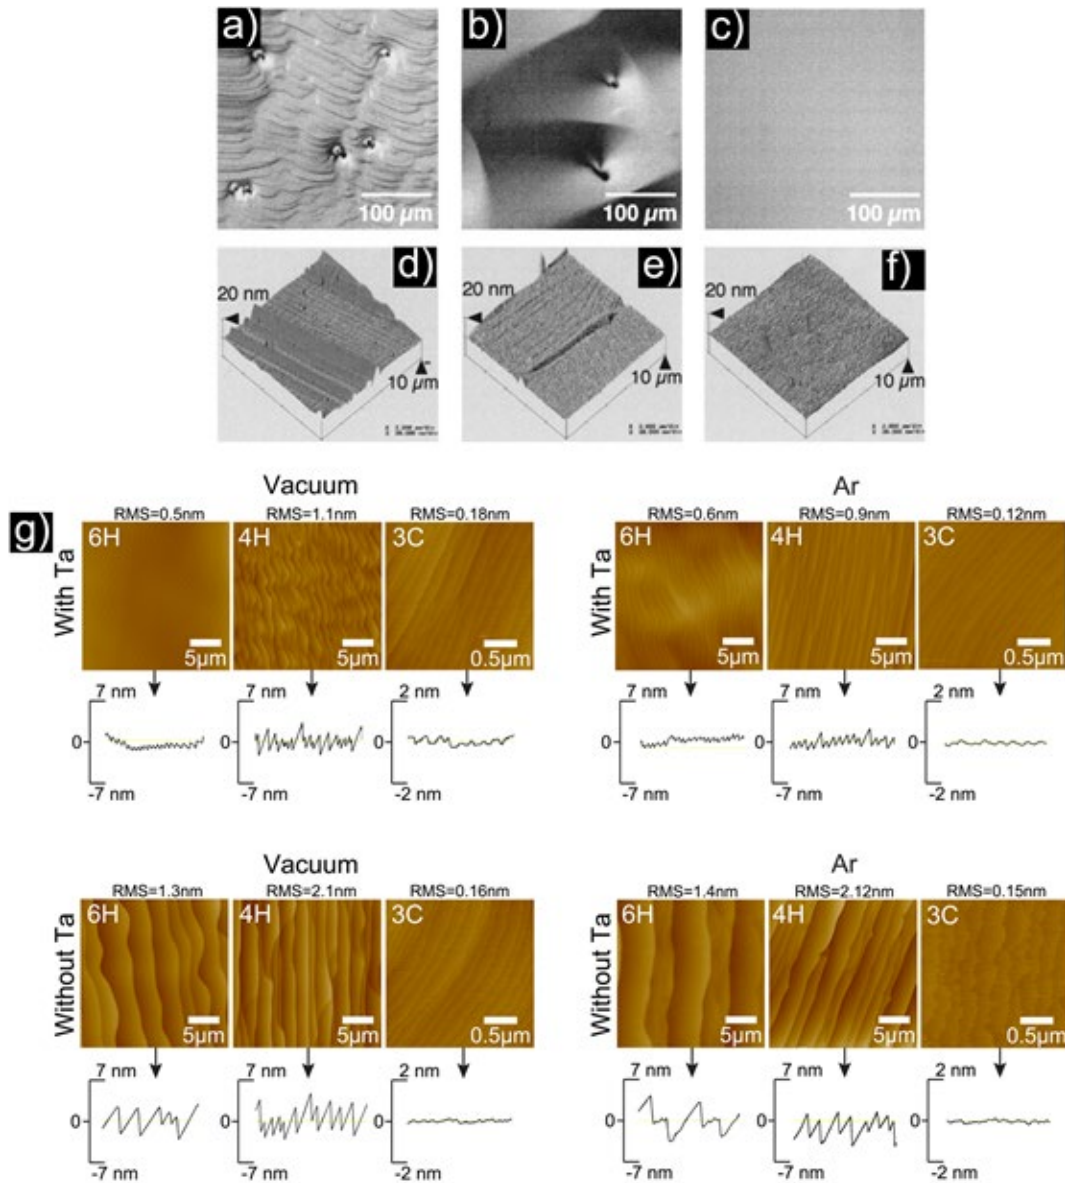 a) b) c)
100 µm 100 µm 100 µm
d) e) f)
20 nm 20 nm 20 nm
10 µm 10 µm 10 µm
g)
Vacuum Ar
RMS=0.5nm RMS=1.1nm RMS=0.18nm RMS=0.6nm RMS=0.9nm RMS=0.12nm
With Ta 6H 4H 3C With Ta 6H 4H 3C
5µm 5µm 0.5µm 5µm 5µm 0.5µm
7 nm 7 nm 2 nm 7 nm 7 nm 2 nm
0 0 0 0 0 0
-7 nm -7 nm -2 nm -7 nm -7 nm -2 nm
Vacuum Ar
RMS=1.3nm RMS=2.1nm RMS=0.16nm RMS=1.4nm RMS=2.12nm RMS=0.15nm
Without Ta 6H 4H 3C Without Ta 6H 4H 3C
5µm 5µm 0.5µm 5µm 5µm 0.5µm
7 nm 7 nm 2 nm 7 nm 7 nm 2 nm
0 0 0 0 0 0
-7 nm -7 nm -2 nm -7 nm -7 nm -2 nm